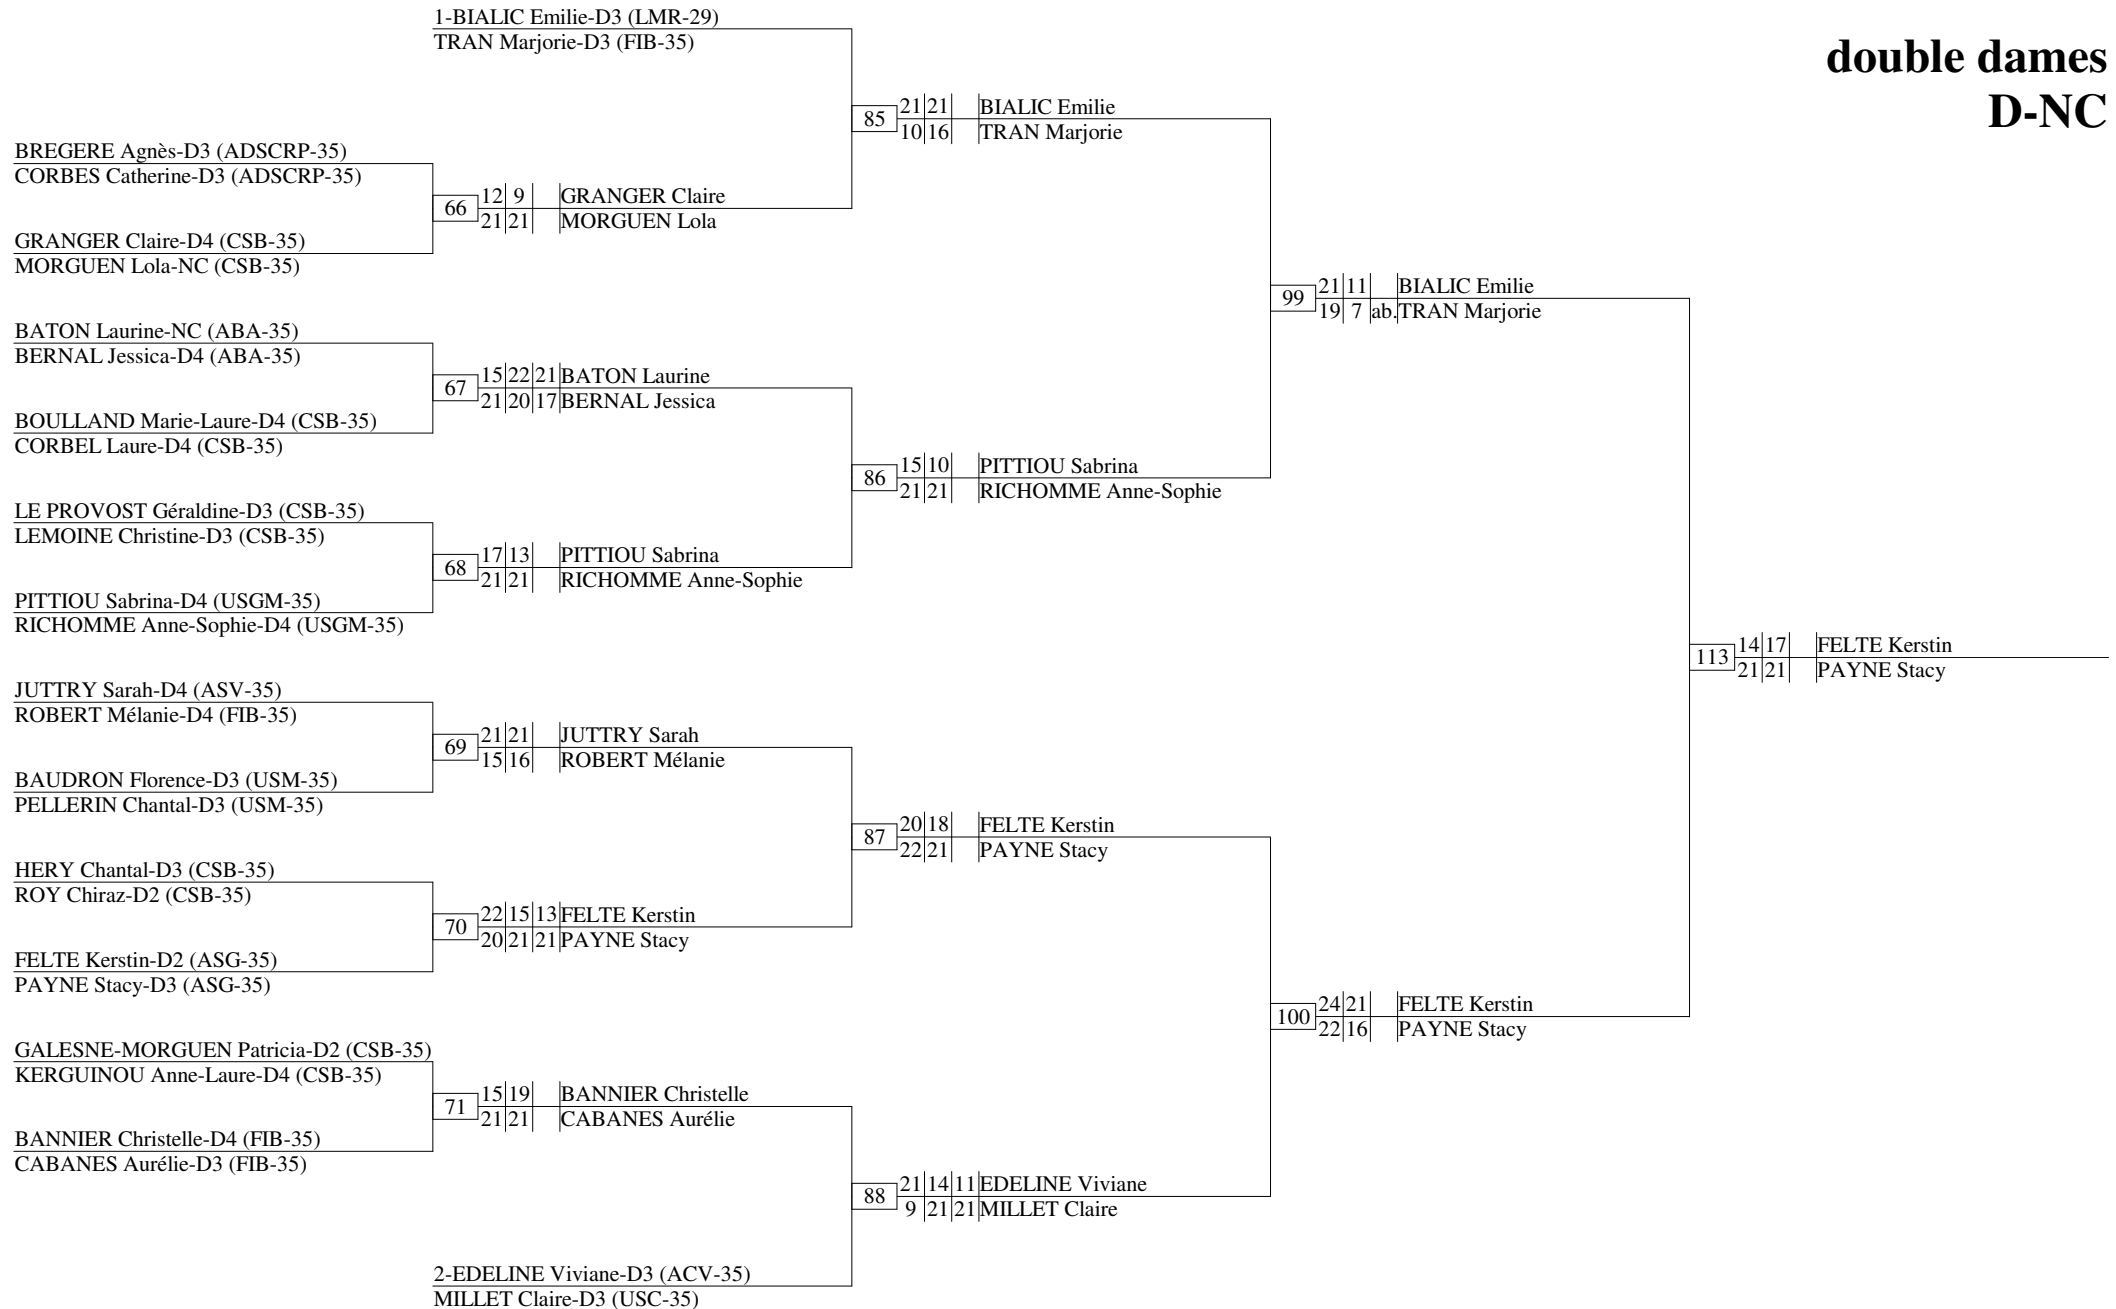 double dames
D-NC
1-BIALIC Emilie-D3 (LMR-29)
TRAN Marjorie-D3 (FIB-35)
85
21 21
10 16
BIALIC Emilie
TRAN Marjorie
BREGERE Agnès-D3 (ADSCRP-35)
CORBES Catherine-D3 (ADSCRP-35)
66
12 9
21 21
GRANGER Claire
MORGUEN Lola
GRANGER Claire-D4 (CSB-35)
MORGUEN Lola-NC (CSB-35)
99
21 11
19 7 ab.
BIALIC Emilie
TRAN Marjorie
BATON Laurine-NC (ABA-35)
BERNAL Jessica-D4 (ABA-35)
67
15 22 21
21 20 17
BATON Laurine
BERNAL Jessica
BOULLAND Marie-Laure-D4 (CSB-35)
CORBEL Laure-D4 (CSB-35)
86
15 10
21 21
PITTIOU Sabrina
RICHOMME Anne-Sophie
LE PROVOST Géraldine-D3 (CSB-35)
LEMOINE Christine-D3 (CSB-35)
68
17 13
21 21
PITTIOU Sabrina
RICHOMME Anne-Sophie
PITTIOU Sabrina-D4 (USGM-35)
RICHOMME Anne-Sophie-D4 (USGM-35)
113
14 17
21 21
FELTE Kerstin
PAYNE Stacy
JUTTRY Sarah-D4 (ASV-35)
ROBERT Mélanie-D4 (FIB-35)
69
21 21
15 16
JUTTRY Sarah
ROBERT Mélanie
BAUDRON Florence-D3 (USM-35)
PELLERIN Chantal-D3 (USM-35)
87
20 18
22 21
FELTE Kerstin
PAYNE Stacy
HERY Chantal-D3 (CSB-35)
ROY Chiraz-D2 (CSB-35)
70
22 15 13
20 21 21
FELTE Kerstin
PAYNE Stacy
FELTE Kerstin-D2 (ASG-35)
PAYNE Stacy-D3 (ASG-35)
100
24 21
22 16
FELTE Kerstin
PAYNE Stacy
GALESNE-MORGUEN Patricia-D2 (CSB-35)
KERGUINOU Anne-Laure-D4 (CSB-35)
71
15 19
21 21
BANNIER Christelle
CABANES Aurélie
BANNIER Christelle-D4 (FIB-35)
CABANES Aurélie-D3 (FIB-35)
88
21 14 11
9 21 21
EDELINE Viviane
MILLET Claire
2-EDELINE Viviane-D3 (ACV-35)
MILLET Claire-D3 (USC-35)